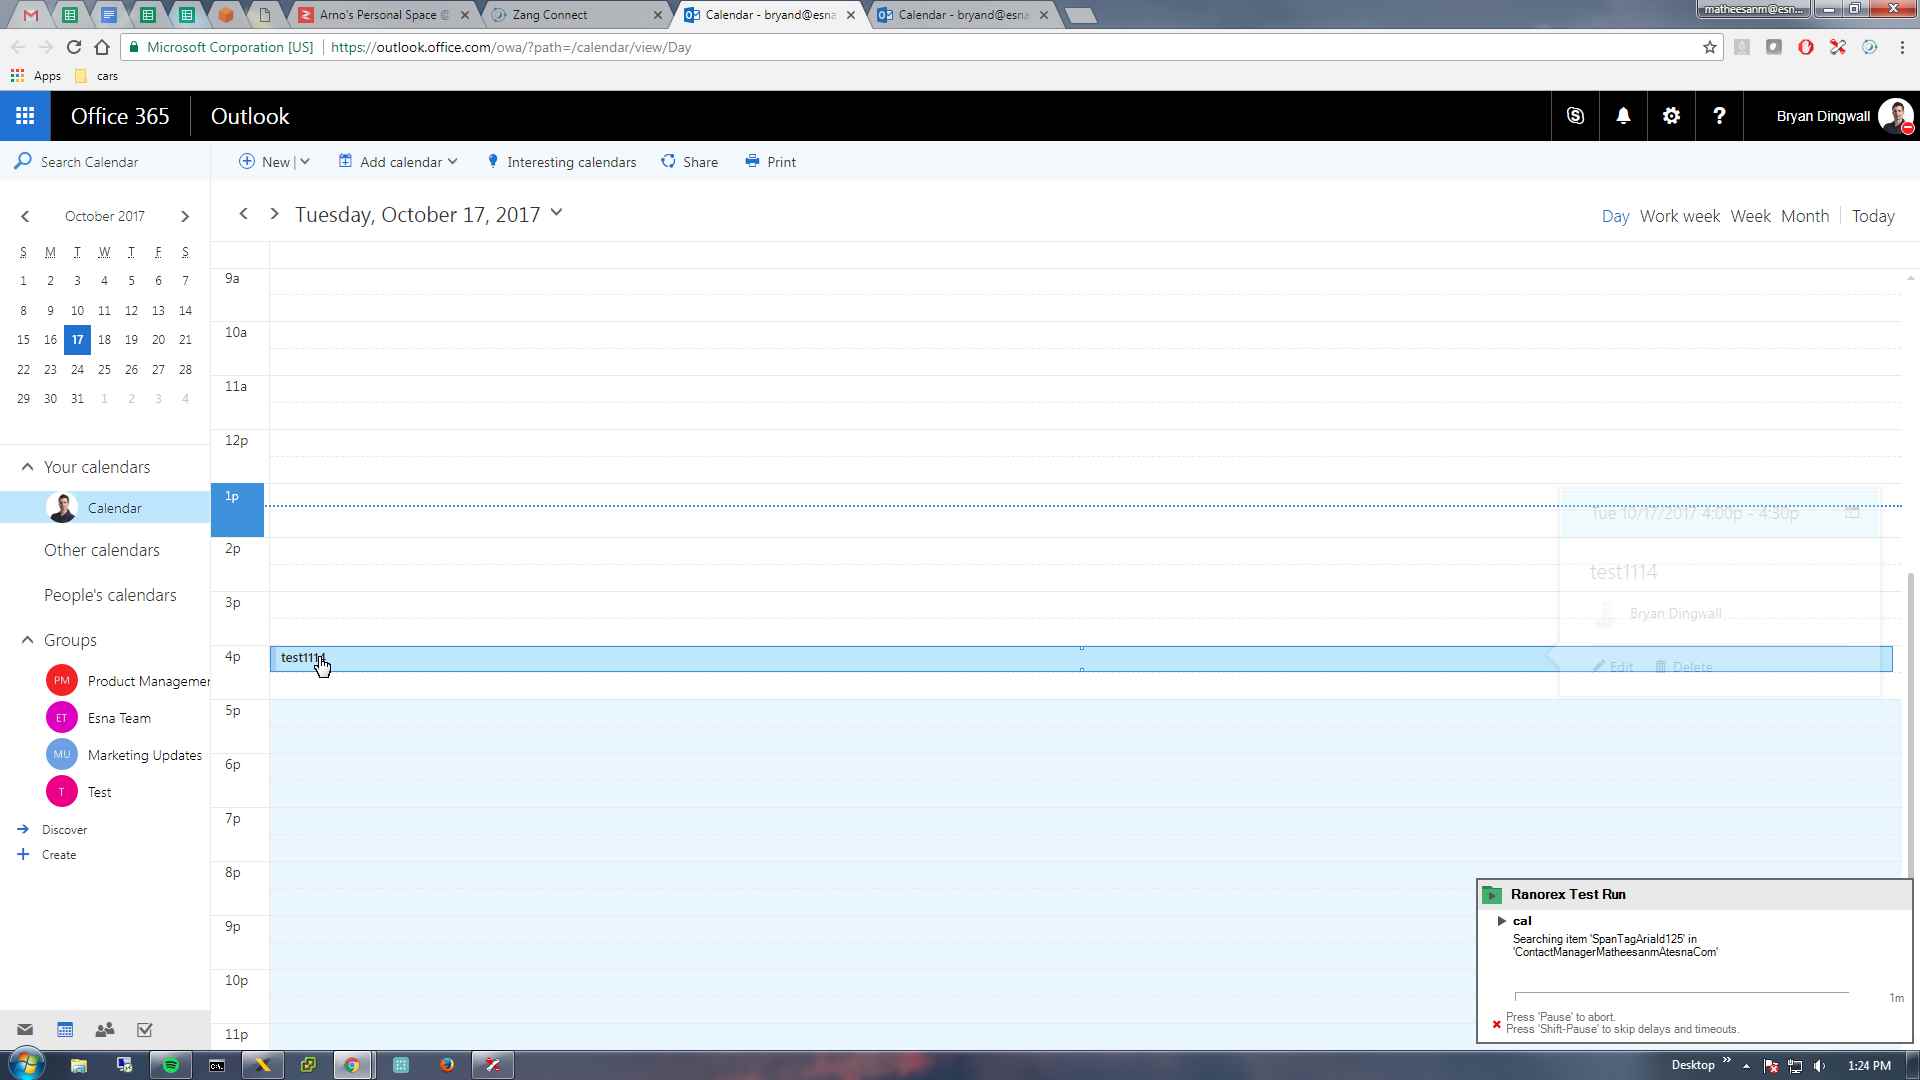 Arno's Personal Space @
Zang Connect
Calendar - bryand@esna
Calendar - bryand@esna
matheesanm@esn...
Microsoft Corporation [US]
https://outlook.office.com/owa/?path=/calendar/view/Day
Apps
cars
Office 365
Outlook
Bryan Dingwall
Search Calendar
New
Add calendar
Interesting calendars
Share
Print
October 2017
S M T W T F S
1 2 3 4 5 6 7
8 9 10 11 12 13 14
15 16 17 18 19 20 21
22 23 24 25 26 27 28
29 30 31 1 2 3 4
Your calendars
Calendar
Other calendars
People's calendars
Groups
PM Product Managemer
ET Esna Team
MU Marketing Updates
T Test
Discover
Create
Tuesday, October 17, 2017
Day Work week Week Month Today
9a
10a
11a
12p
1p
2p
3p
4p
5p
6p
7p
8p
9p
10p
11p
test1114
Tue 10/17/2017 4:00p - 4:30p
test1114
Bryan Dingwall
Edit Delete
Ranorex Test Run
cal
Searching item 'SpanTagAriaId125' in
'ContactManagerMatheesanmAtesnaCom'
1m
Press 'Pause' to abort.
Press 'Shift-Pause' to skip delays and timeouts.
Desktop
1:24 PM